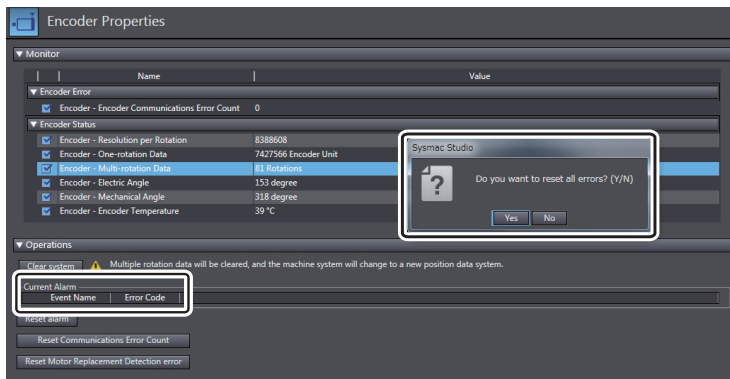 Encoder Properties
▼ Monitor
Name Value
▼ Encoder Error
Encoder - Encoder Communications Error Count 0
▼ Encoder Status
Encoder - Resolution per Rotation 8388608
Encoder - One-rotation Data 7427566 Encoder Unit
Encoder - Multi-rotation Data 81 Rotations
Encoder - Electric Angle 153 degree
Encoder - Mechanical Angle 318 degree
Encoder - Encoder Temperature 39 °C
Sysmac Studio
Do you want to reset all errors? (Y/N)
Yes No
▼ Operations
Clear system Multiple rotation data will be cleared, and the machine system will change to a new position data system.
Current Alarm
Event Name Error Code
Reset alarm
Reset Communications Error Count
Reset Motor Replacement Detection error